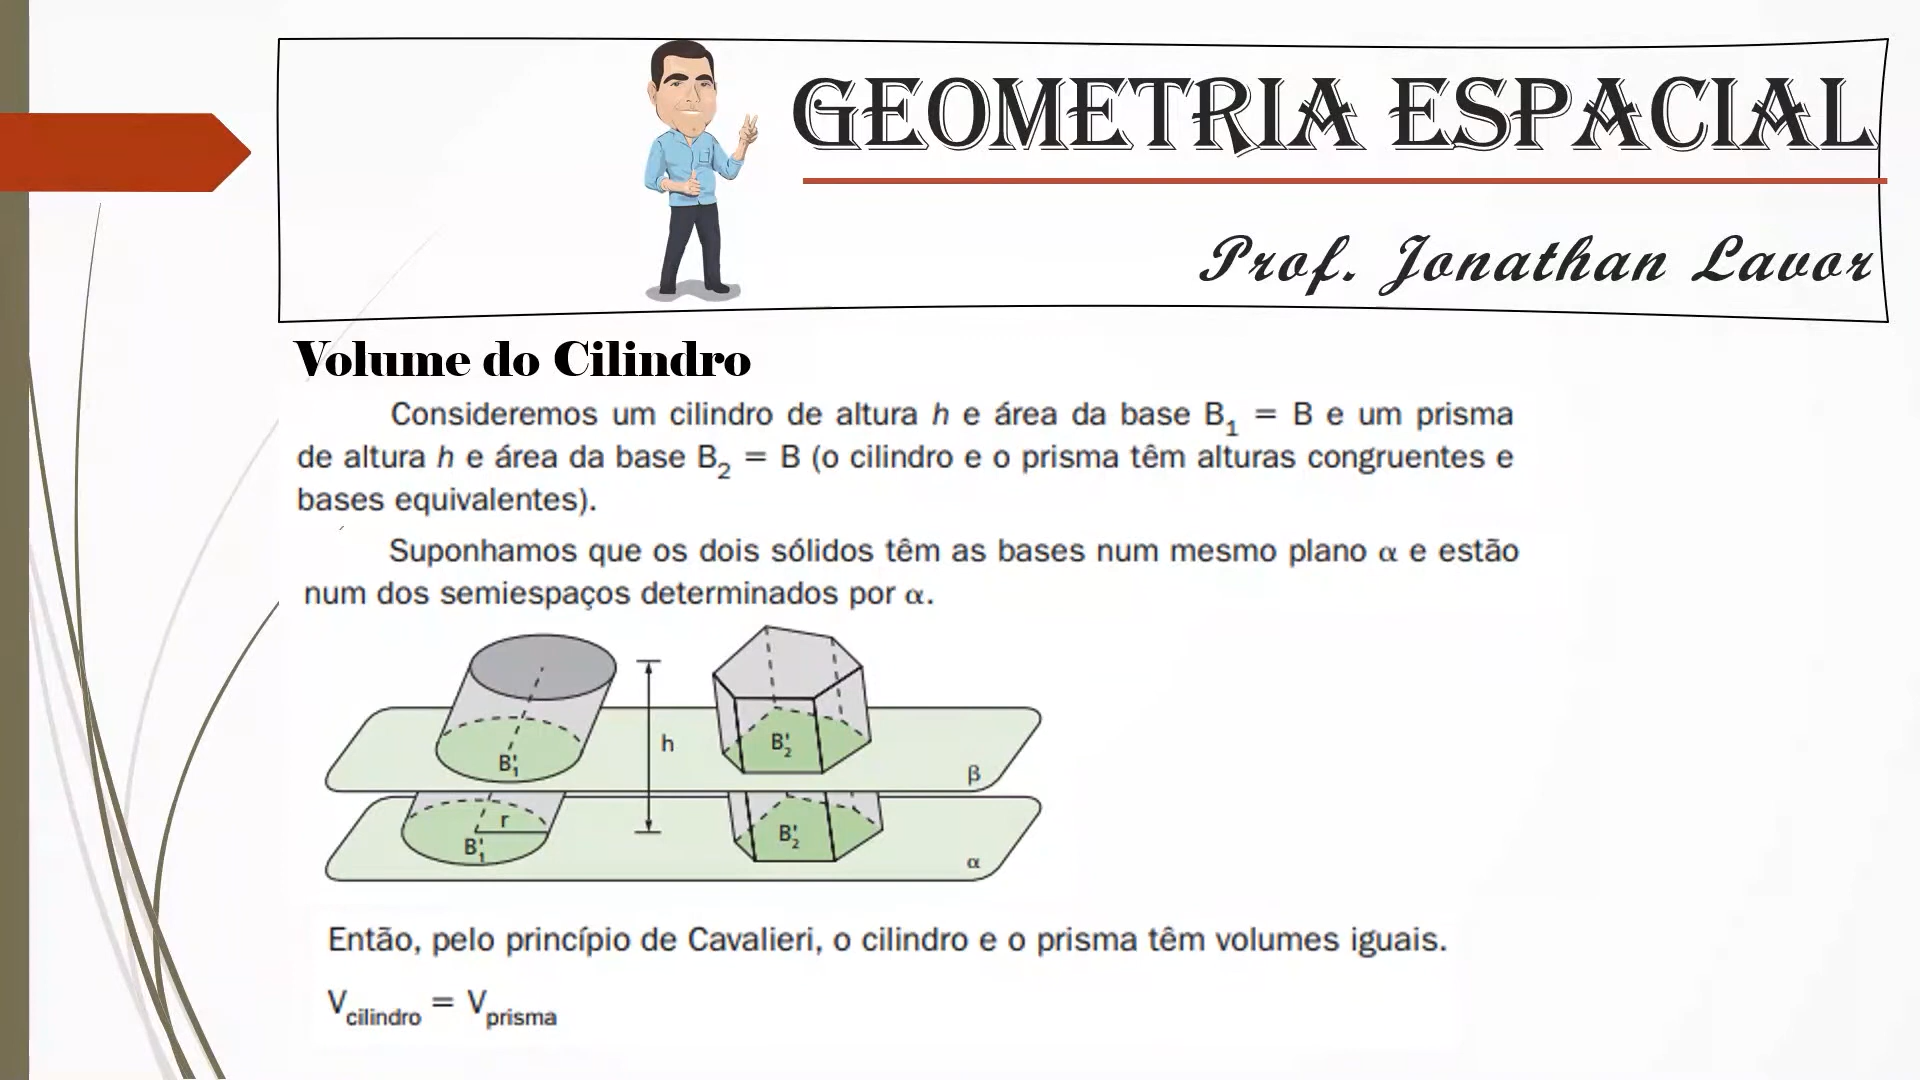 GEOMETRIA ESPACIAL
Prof. Jonathan Lavor
Volume do Cilindro
Consideremos um cilindro de altura h e área da base B₁ = B e um prisma
de altura h e área da base B₂ = B (o cilindro e o prisma têm alturas congruentes e
bases equivalentes).
Suponhamos que os dois sólidos têm as bases num mesmo plano α e estão
num dos semiespaços determinados por α.
h
B'₁
B'₂
β
r
B'₁
B'₂
α
Então, pelo princípio de Cavalieri, o cilindro e o prisma têm volumes iguais.
V cilindro = V prisma